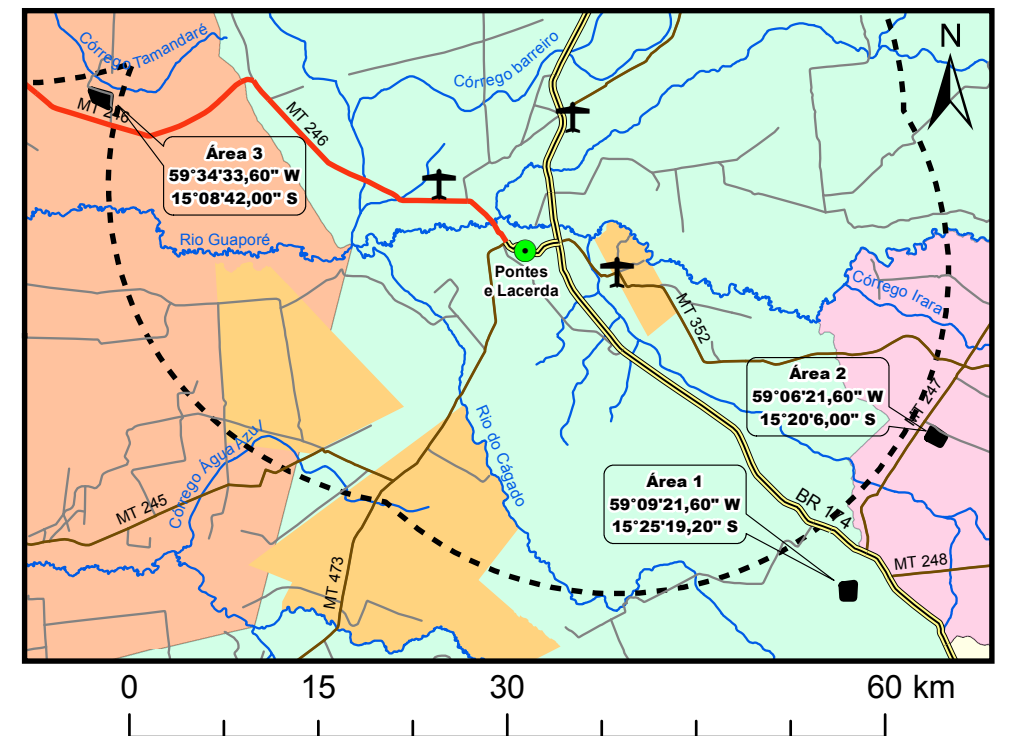 Córrego Tamandaré
Córrego barreiro
N
MT 246
MT 246
Área 3
59°34'33,60" W
15°08'42,00" S
Rio Guaporé
Pontes
e Lacerda
Córrego Irara
MT 352
Área 2
59°06'21,60" W
15°20'6,00" S
MT 247
Rio do Cágado
Córrego Água Azul
MT 245
Área 1
59°09'21,60" W
15°25'19,20" S
BR 174
MT 248
MT 473
0 15 30 60 km